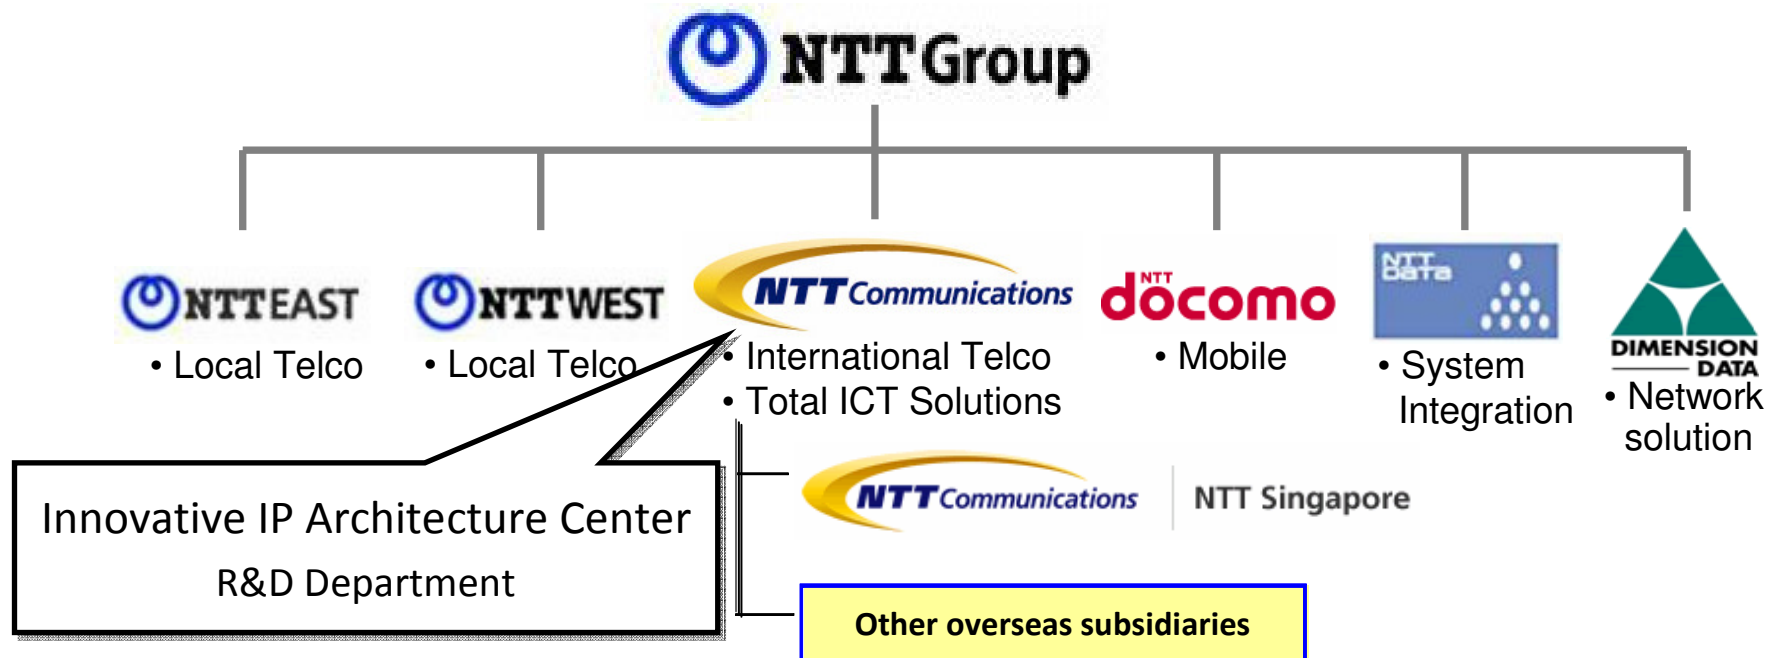 NTT Group
NTT EAST
• Local Telco
NTT WEST
• Local Telco
NTT Communications
• International Telco
• Total ICT Solutions
NTT
docomo
• Mobile
NTT
DATA
• System
Integration
DIMENSION
DATA
• Network
solution
Innovative IP Architecture Center
R&D Department
NTT Communications | NTT Singapore
Other overseas subsidiaries